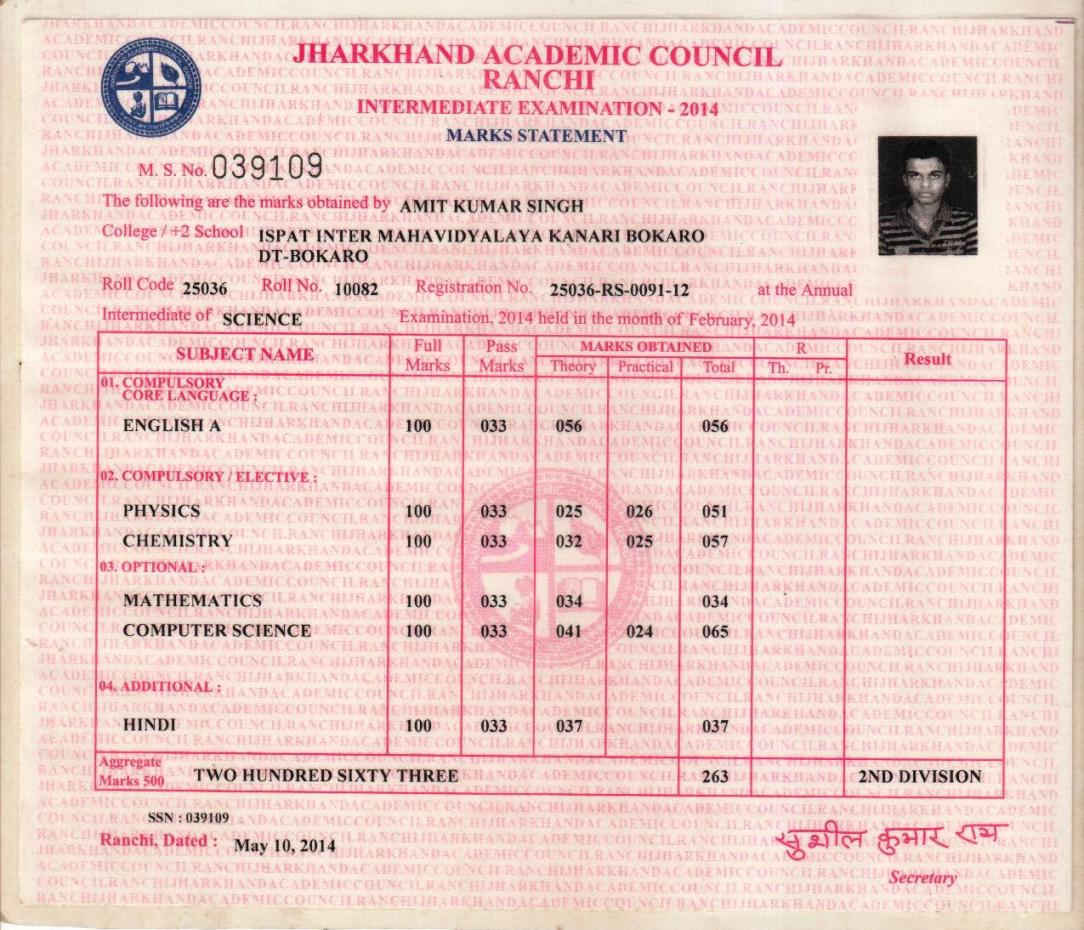 JHARKHAND ACADEMIC COUNCIL
RANCHI
INTERMEDIATE EXAMINATION - 2014
MARKS STATEMENT
M. S. No. 039109
The following are the marks obtained by AMIT KUMAR SINGH
College / +2 School ISPAT INTER MAHAVIDYALAYA KANARI BOKARO
DT-BOKARO
Roll Code 25036 Roll No. 10082 Registration No. 25036-RS-0091-12 at the Annual
Intermediate of SCIENCE Examination, 2014 held in the month of February, 2014
SUBJECT NAME Full Marks Pass Marks MARKS OBTAINED R Result
Theory Practical Total Th. Pr.
01. COMPULSORY
CORE LANGUAGE :
ENGLISH A 100 033 056 056
02. COMPULSORY / ELECTIVE :
PHYSICS 100 033 025 026 051
CHEMISTRY 100 033 032 025 057
03. OPTIONAL :
MATHEMATICS 100 033 034 034
COMPUTER SCIENCE 100 033 041 024 065
04. ADDITIONAL :
HINDI 100 033 037 037
Aggregate
Marks 500 TWO HUNDRED SIXTY THREE 263 2ND DIVISION
SSN : 039109
Ranchi, Dated : May 10, 2014
सुशील कुमार राय
Secretary